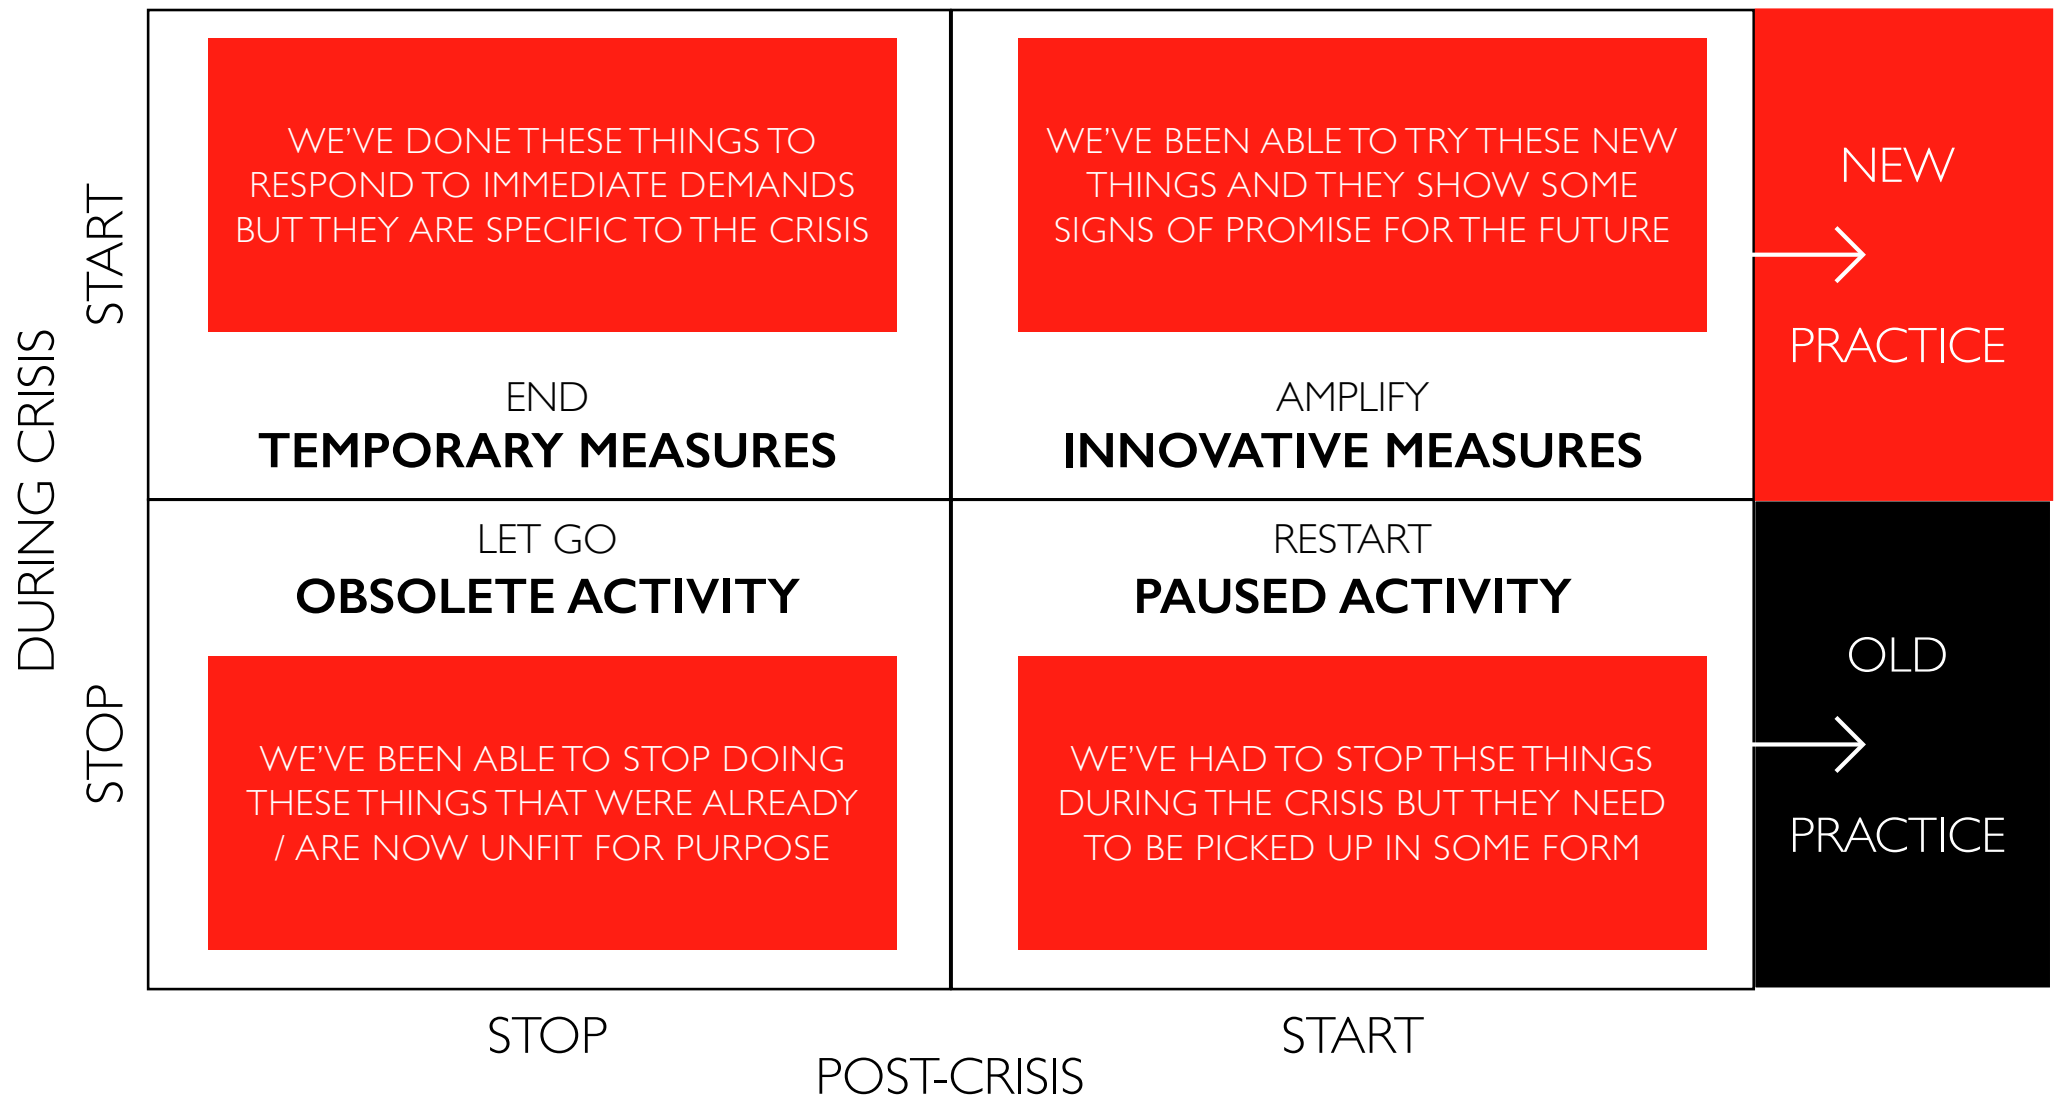 DURING CRISIS
START
STOP
WE'VE DONE THESE THINGS TO
RESPOND TO IMMEDIATE DEMANDS
BUT THEY ARE SPECIFIC TO THE CRISIS
END
TEMPORARY MEASURES
WE'VE BEEN ABLE TO TRY THESE NEW
THINGS AND THEY SHOW SOME
SIGNS OF PROMISE FOR THE FUTURE
AMPLIFY
INNOVATIVE MEASURES
NEW
PRACTICE
LET GO
OBSOLETE ACTIVITY
WE'VE BEEN ABLE TO STOP DOING
THESE THINGS THAT WERE ALREADY
/ ARE NOW UNFIT FOR PURPOSE
RESTART
PAUSED ACTIVITY
WE'VE HAD TO STOP THSE THINGS
DURING THE CRISIS BUT THEY NEED
TO BE PICKED UP IN SOME FORM
OLD
PRACTICE
STOP
START
POST-CRISIS